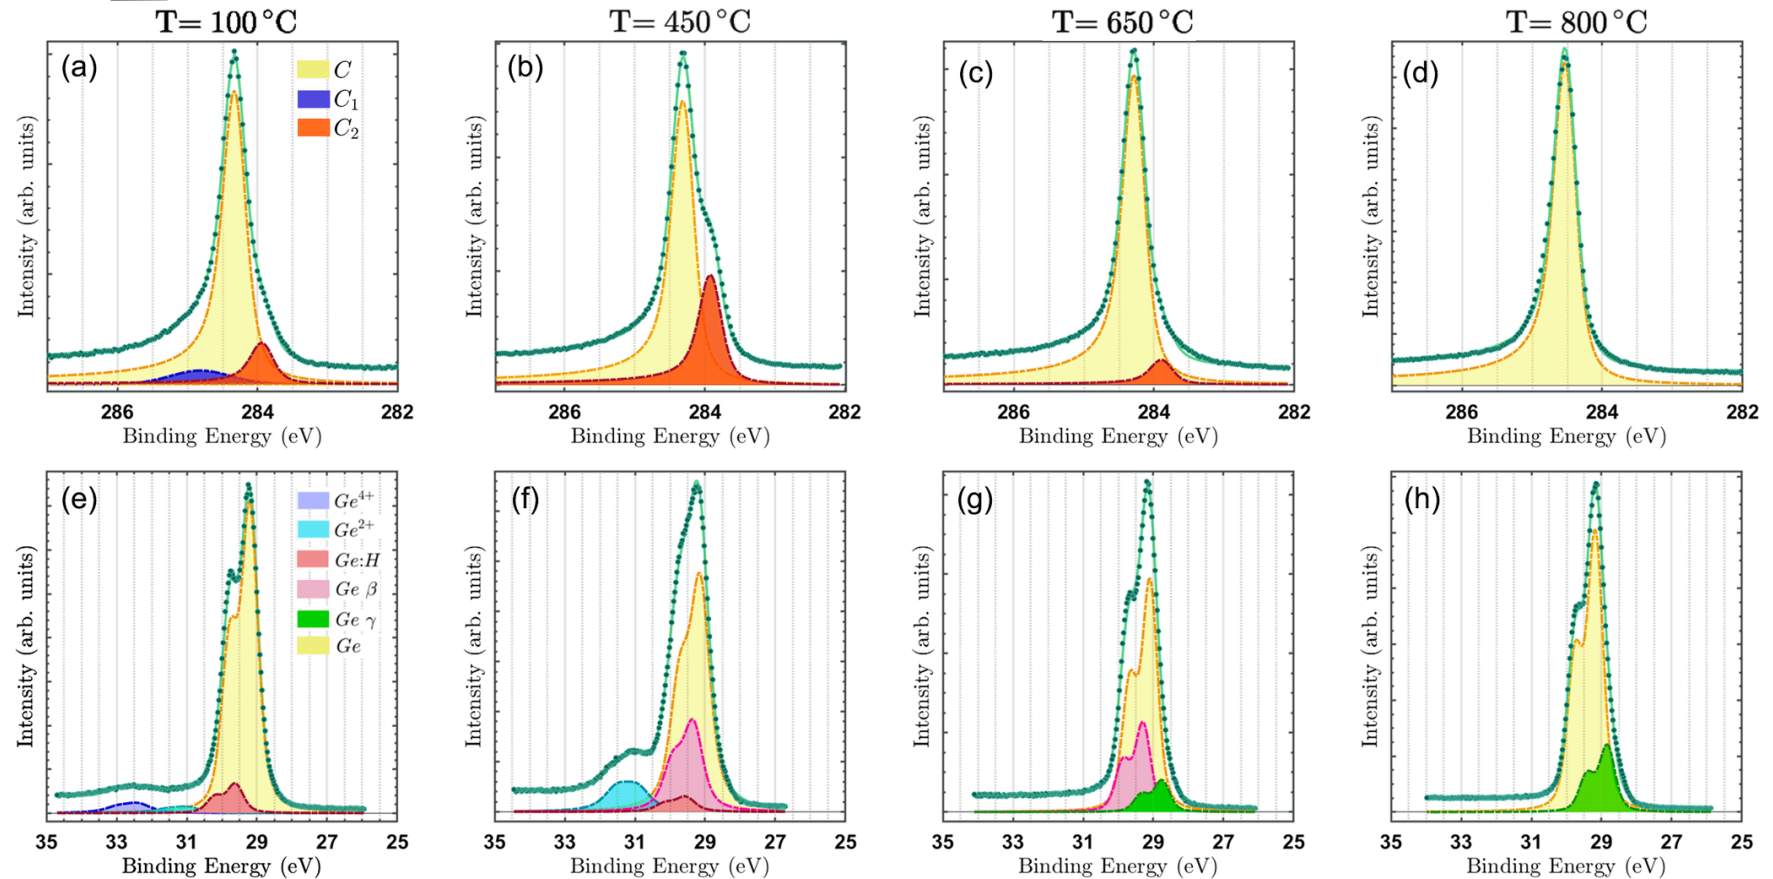 T= 100 °C
T= 450 °C
T= 650 °C
T= 800 °C
(a)
C
C₁
C₂
Intensity (arb. units)
286 284 282
Binding Energy (eV)
(b)
Intensity (arb. units)
286 284 282
Binding Energy (eV)
(c)
Intensity (arb. units)
286 284 282
Binding Energy (eV)
(d)
Intensity (arb. units)
286 284 282
Binding Energy (eV)
(e)
Ge⁴⁺
Ge²⁺
Ge:H
Ge β
Ge γ
Ge
Intensity (arb. units)
35 33 31 29 27 25
Binding Energy (eV)
(f)
Intensity (arb. units)
35 33 31 29 27 25
Binding Energy (eV)
(g)
Intensity (arb. units)
35 33 31 29 27 25
Binding Energy (eV)
(h)
Intensity (arb. units)
35 33 31 29 27 25
Binding Energy (eV)